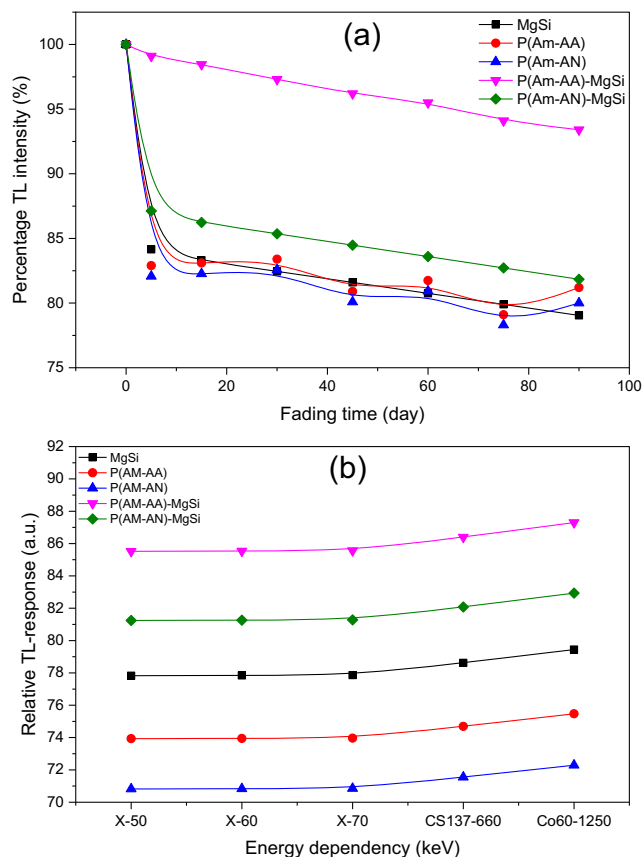 (a)
MgSi
P(Am-AA)
P(Am-AN)
P(Am-AA)-MgSi
P(Am-AN)-MgSi
Percentage TL intensity (%)
100
95
90
85
80
75
0 20 40 60 80 100
Fading time (day)
(b)
MgSi
P(AM-AA)
P(AM-AN)
P(AM-AA)-MgSi
P(AM-AN)-MgSi
Relative TL-response (a.u.)
92
90
88
86
84
82
80
78
76
74
72
70
X-50 X-60 X-70 CS137-660 Co60-1250
Energy dependency (keV)